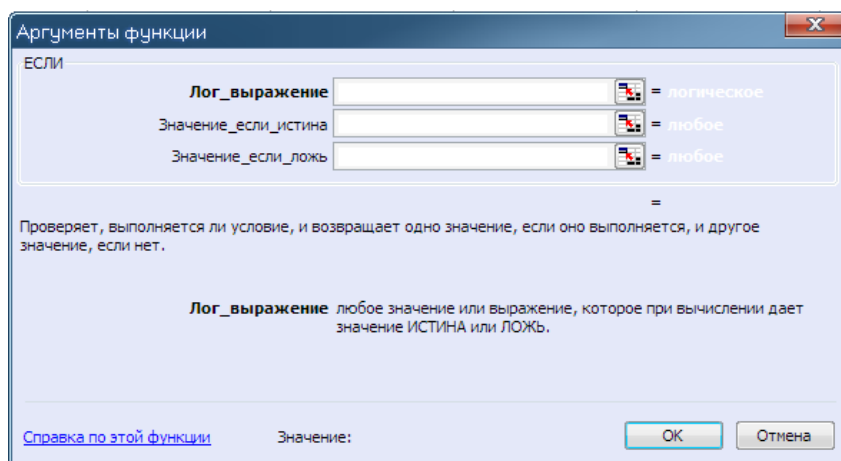 Аргументы функции
ЕСЛИ
Лог_выражение = логическое
Значение_если_истина = любое
Значение_если_ложь = любое
=
Проверяет, выполняется ли условие, и возвращает одно значение, если оно выполняется, и другое
значение, если нет.
Лог_выражение любое значение или выражение, которое при вычислении дает
значение ИСТИНА или ЛОЖЬ.
Справка по этой функции Значение: ОК Отмена